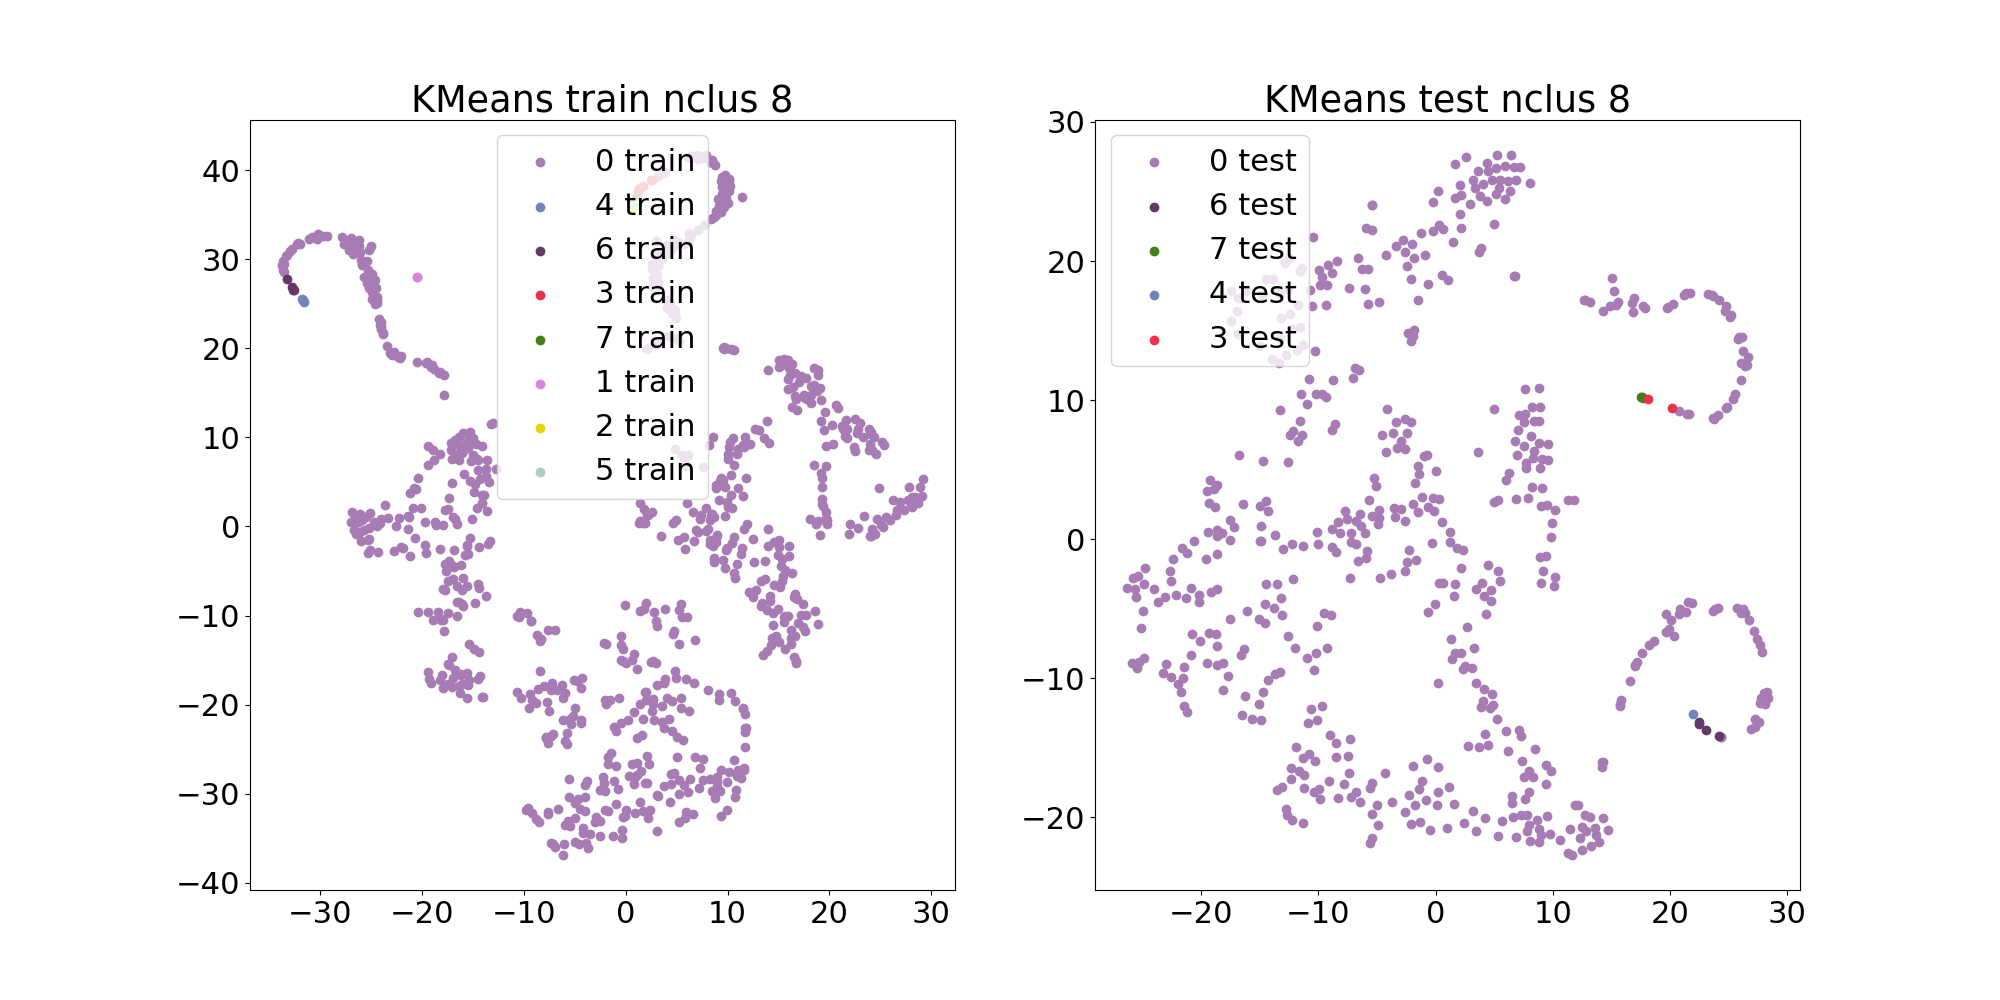 KMeans train nclus 8
40
30
20
10
0
−10
−20
−30
−40
−30 −20 −10 0 10 20 30
0 train
4 train
6 train
3 train
7 train
1 train
2 train
5 train
KMeans test nclus 8
30
20
10
0
−10
−20
−20 −10 0 10 20 30
0 test
6 test
7 test
4 test
3 test